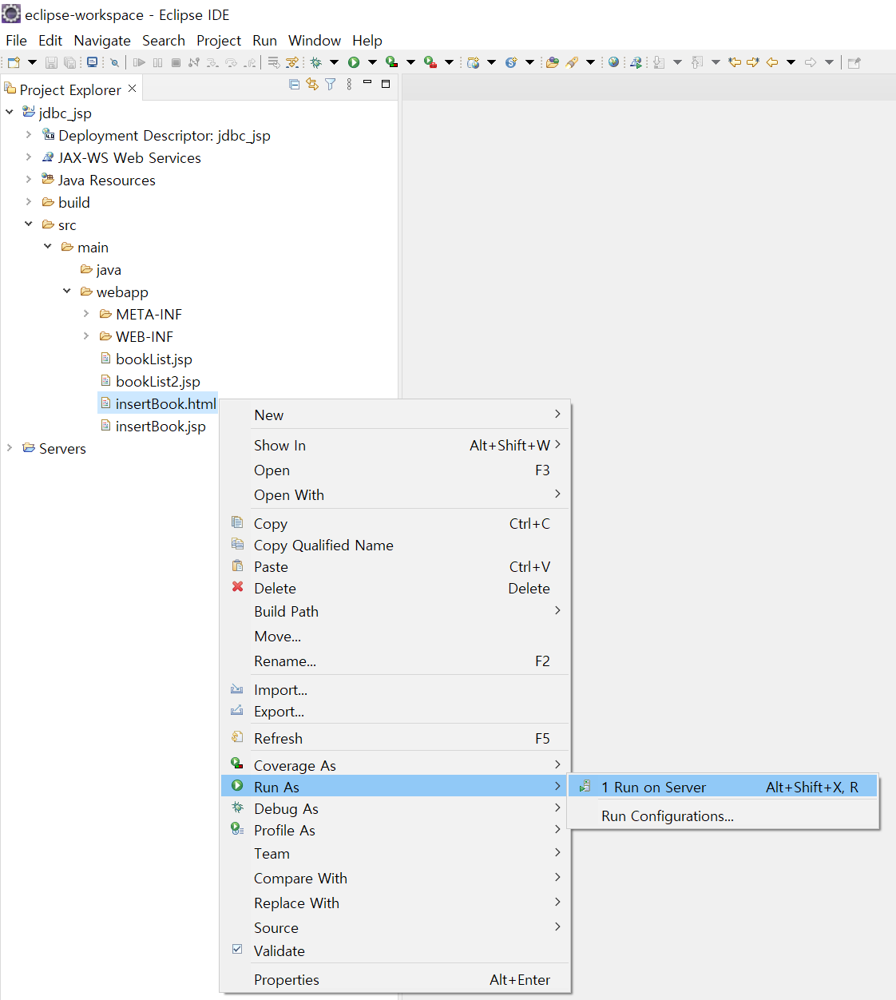 eclipse-workspace - Eclipse IDE
File Edit Navigate Search Project Run Window Help
Project Explorer
jdbc_jsp
Deployment Descriptor: jdbc_jsp
JAX-WS Web Services
Java Resources
build
src
main
java
webapp
META-INF
WEB-INF
bookList.jsp
bookList2.jsp
insertBook.html
insertBook.jsp
Servers
New
Show In Alt+Shift+W
Open F3
Open With
Copy Ctrl+C
Copy Qualified Name
Paste Ctrl+V
Delete Delete
Build Path
Move...
Rename... F2
Import...
Export...
Refresh F5
Coverage As
Run As
1 Run on Server Alt+Shift+X, R
Run Configurations...
Debug As
Profile As
Team
Compare With
Replace With
Source
Validate
Properties Alt+Enter